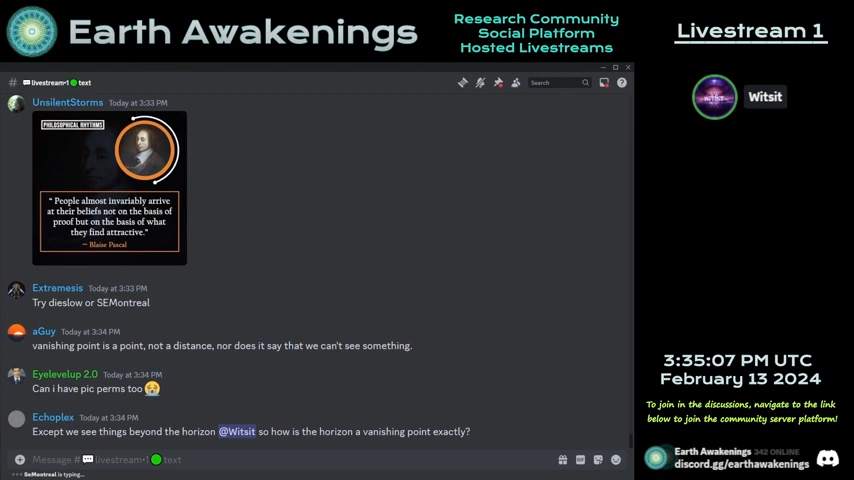 Earth Awakenings
Research Community
Social Platform
Hosted Livestreams
Livestream 1
# livestream•1 text
Search
Witsit
UnsilentStorms Today at 3:33 PM
PHILOSOPHICAL RHYTHMS
WITSIT
“ People almost invariably arrive
at their beliefs not on the basis of
proof but on the basis of what
they find attractive.”
~ Blaise Pascal
Extremesis Today at 3:33 PM
Try dieslow or SEMontreal
aGuy Today at 3:34 PM
vanishing point is a point, not a distance, nor does it say that we can't see something.
Eyelevelup 2.0 Today at 3:34 PM
Can i have pic perms too
Echoplex Today at 3:34 PM
Except we see things beyond the horizon @Witsit so how is the horizon a vanishing point exactly?
Message # livestream•1 text
GIF
SeMontreal is typing...
3:35:07 PM UTC
February 13 2024
To join in the discussions, navigate to the link
below to join the community server platform!
Earth Awakenings 342 ONLINE
discord.gg/earthawakenings